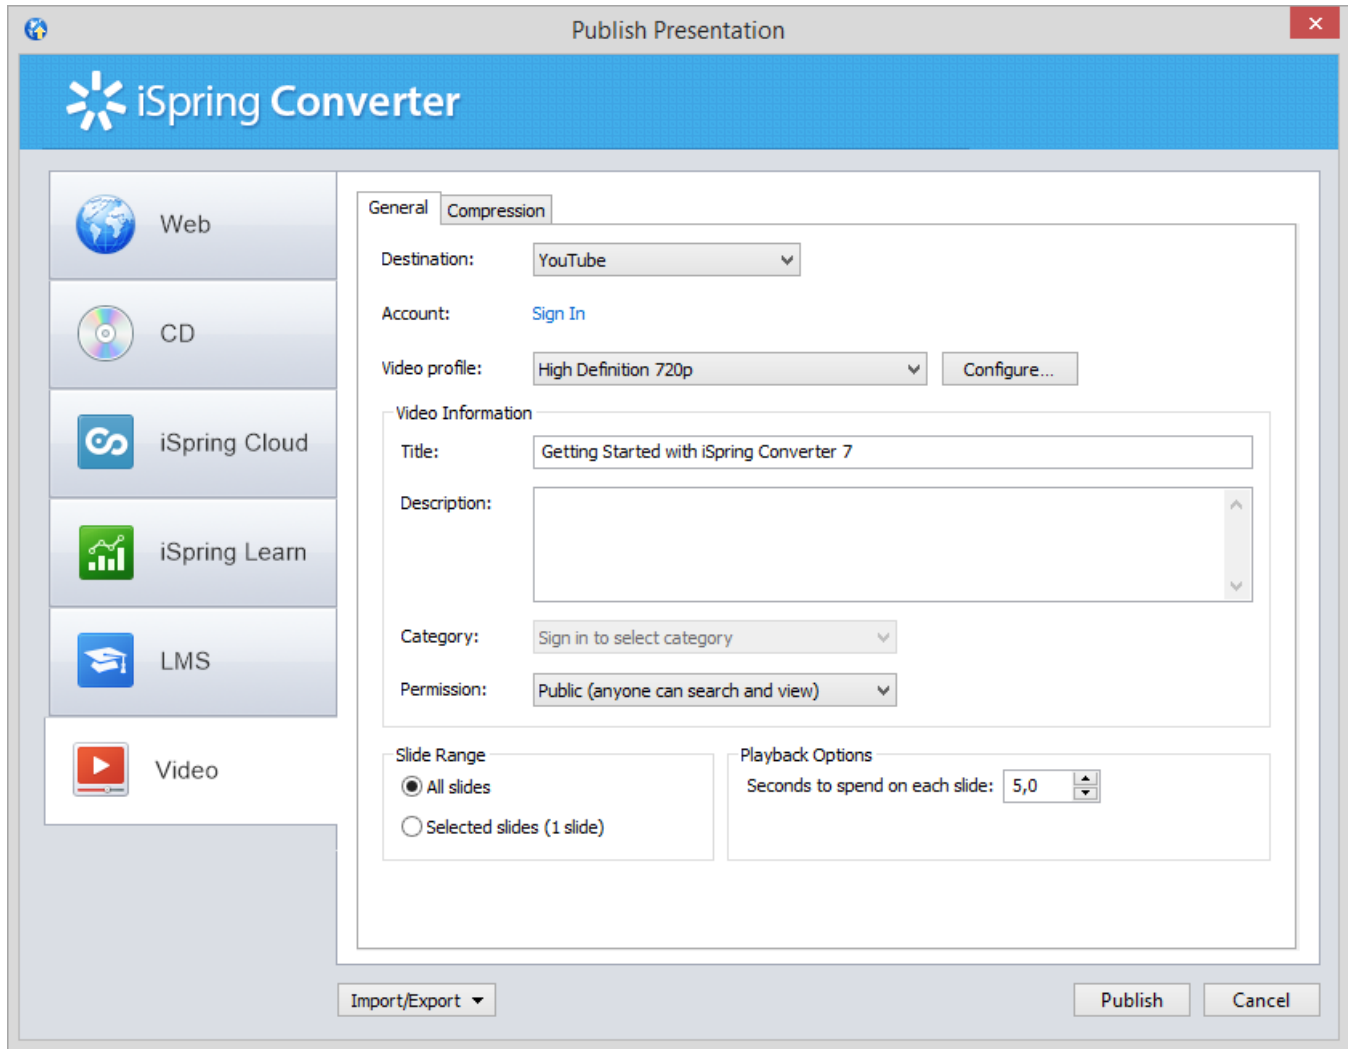 Publish Presentation
iSpring Converter
Web
CD
iSpring Cloud
iSpring Learn
LMS
Video
General
Compression
Destination:
YouTube
Account:
Sign In
Video profile:
High Definition 720p
Configure...
Video Information
Title:
Getting Started with iSpring Converter 7
Description:
Category:
Sign in to select category
Permission:
Public (anyone can search and view)
Slide Range
All slides
Selected slides (1 slide)
Playback Options
Seconds to spend on each slide:
5,0
Import/Export
Publish
Cancel